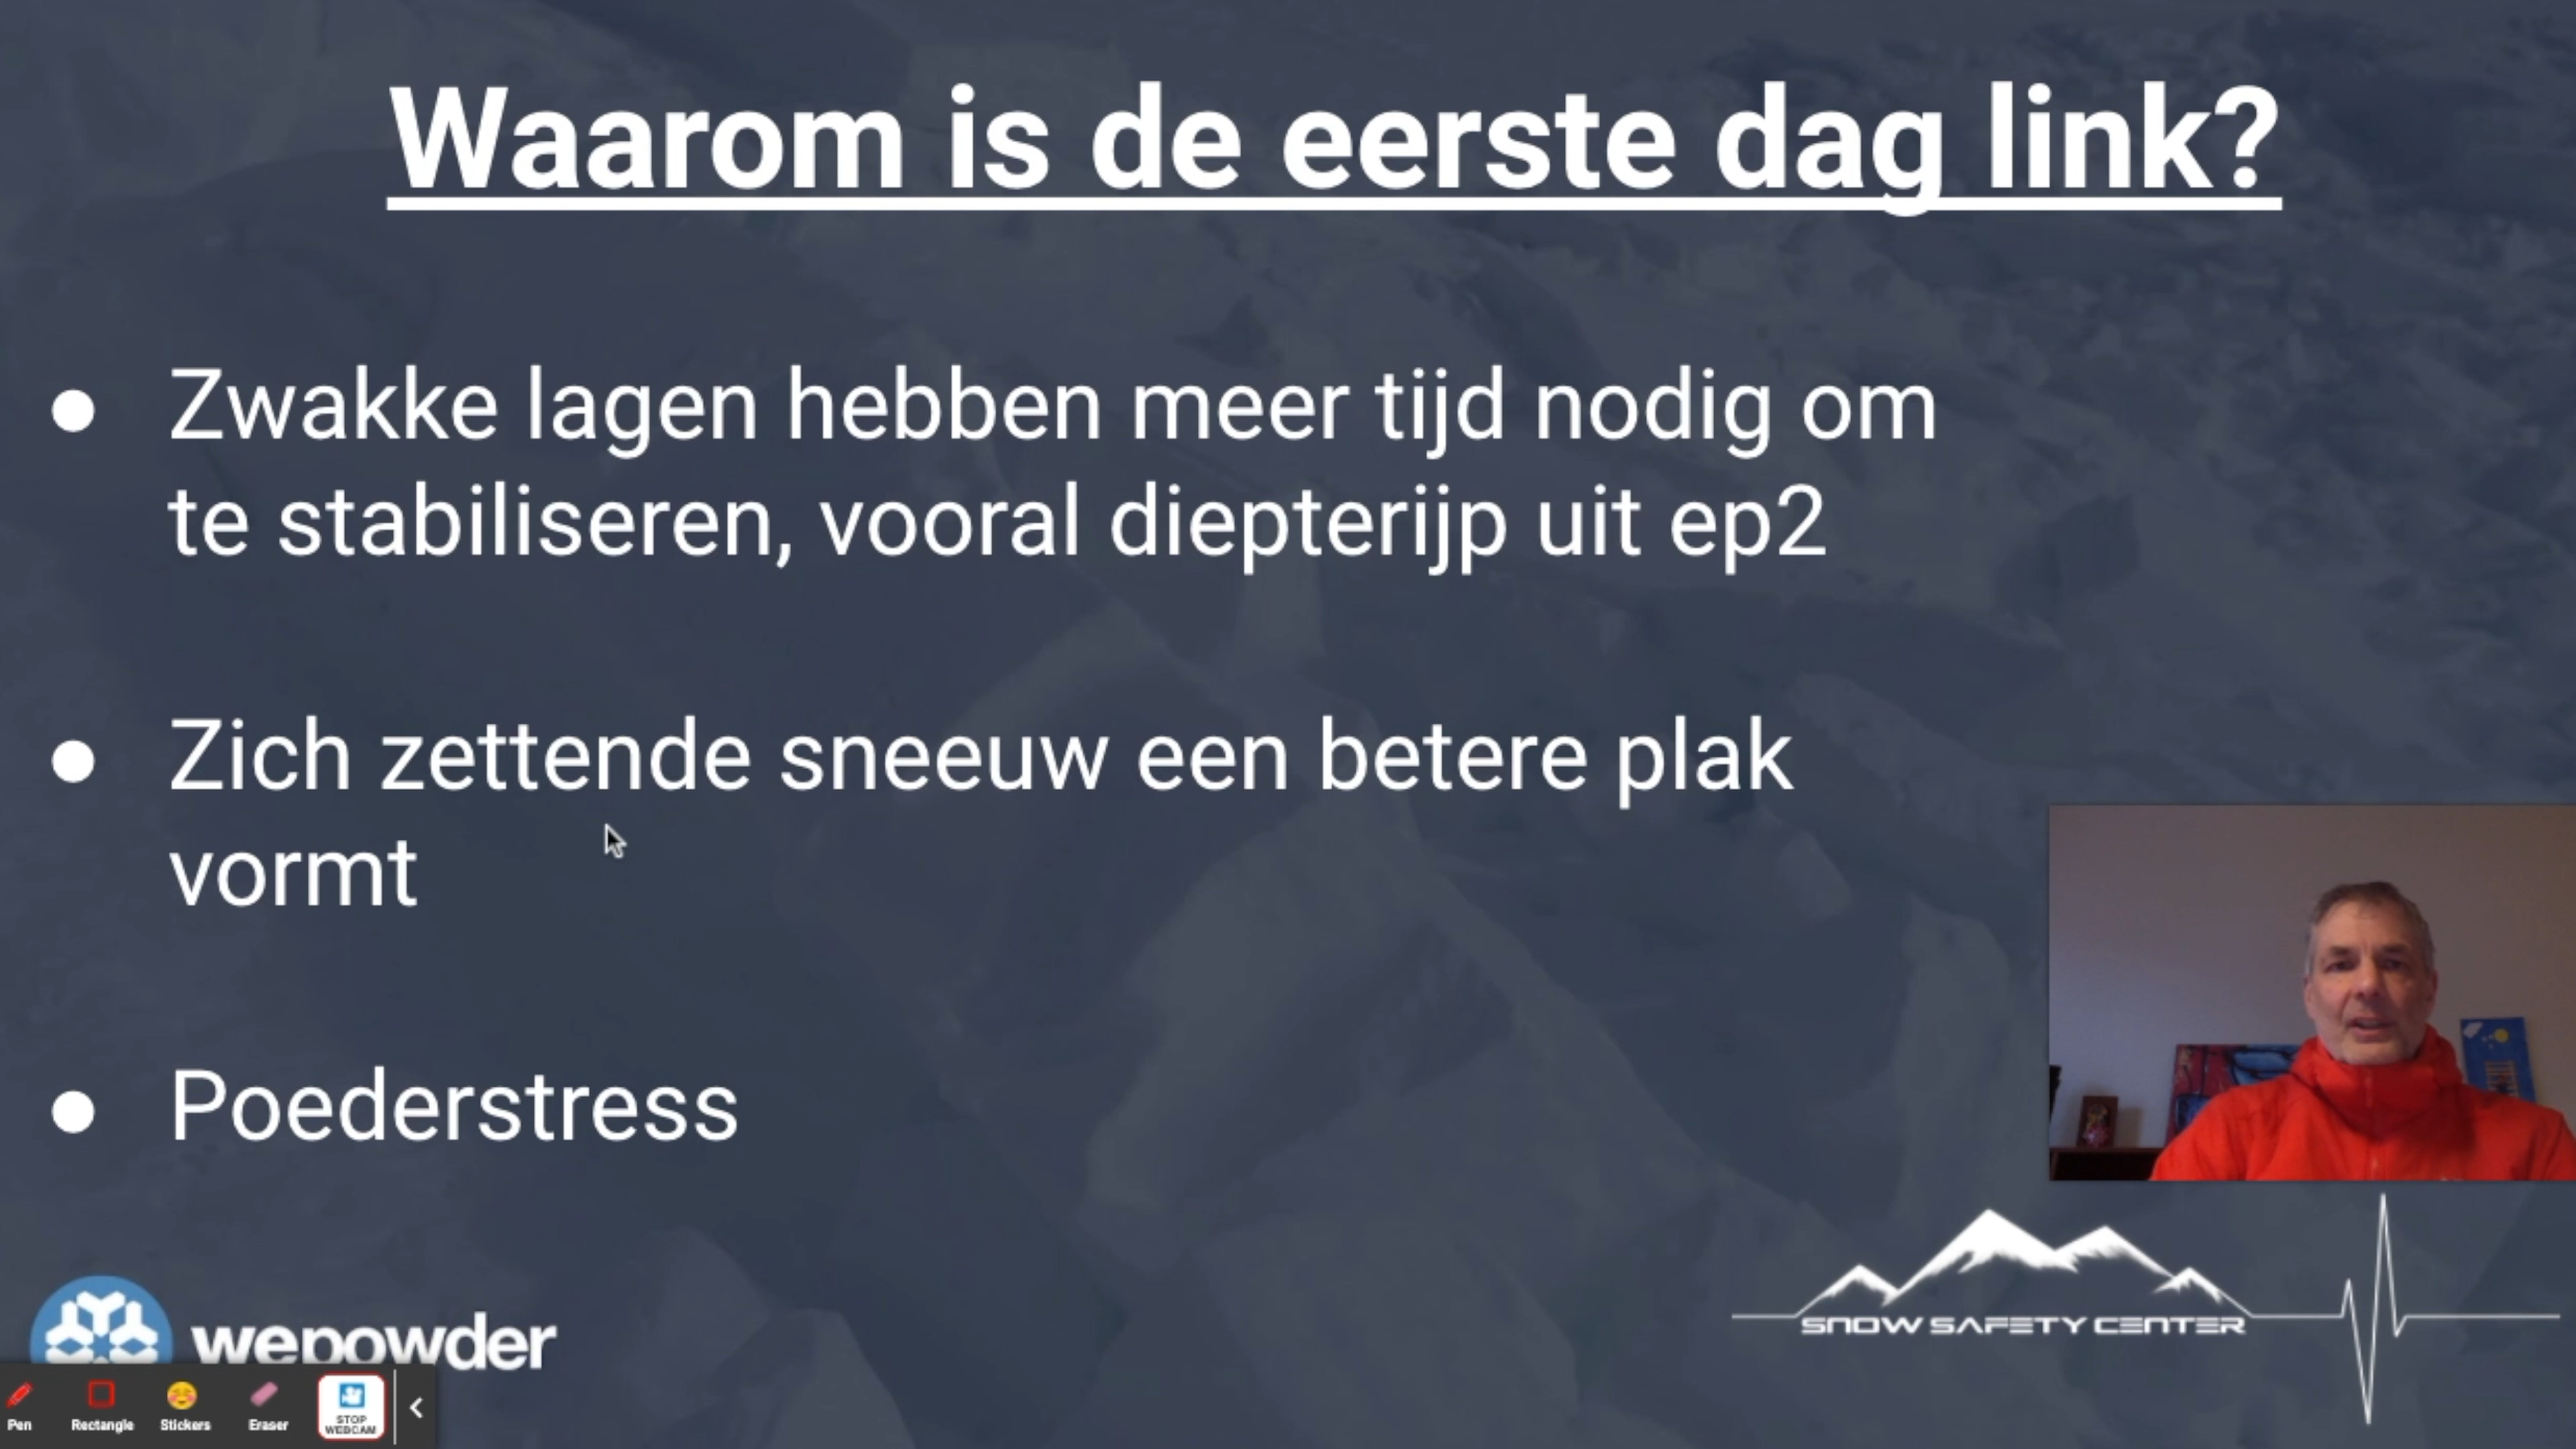 Waarom is de eerste dag link?
● Zwakke lagen hebben meer tijd nodig om
te stabiliseren, vooral diepterijp uit ep2
● Zich zettende sneeuw een betere plak
vormt
● Poederstress
SNOW SAFETY CENTER
wepowder
Pen
Rectangle
Stickers
Eraser
STOP
WEBCAM